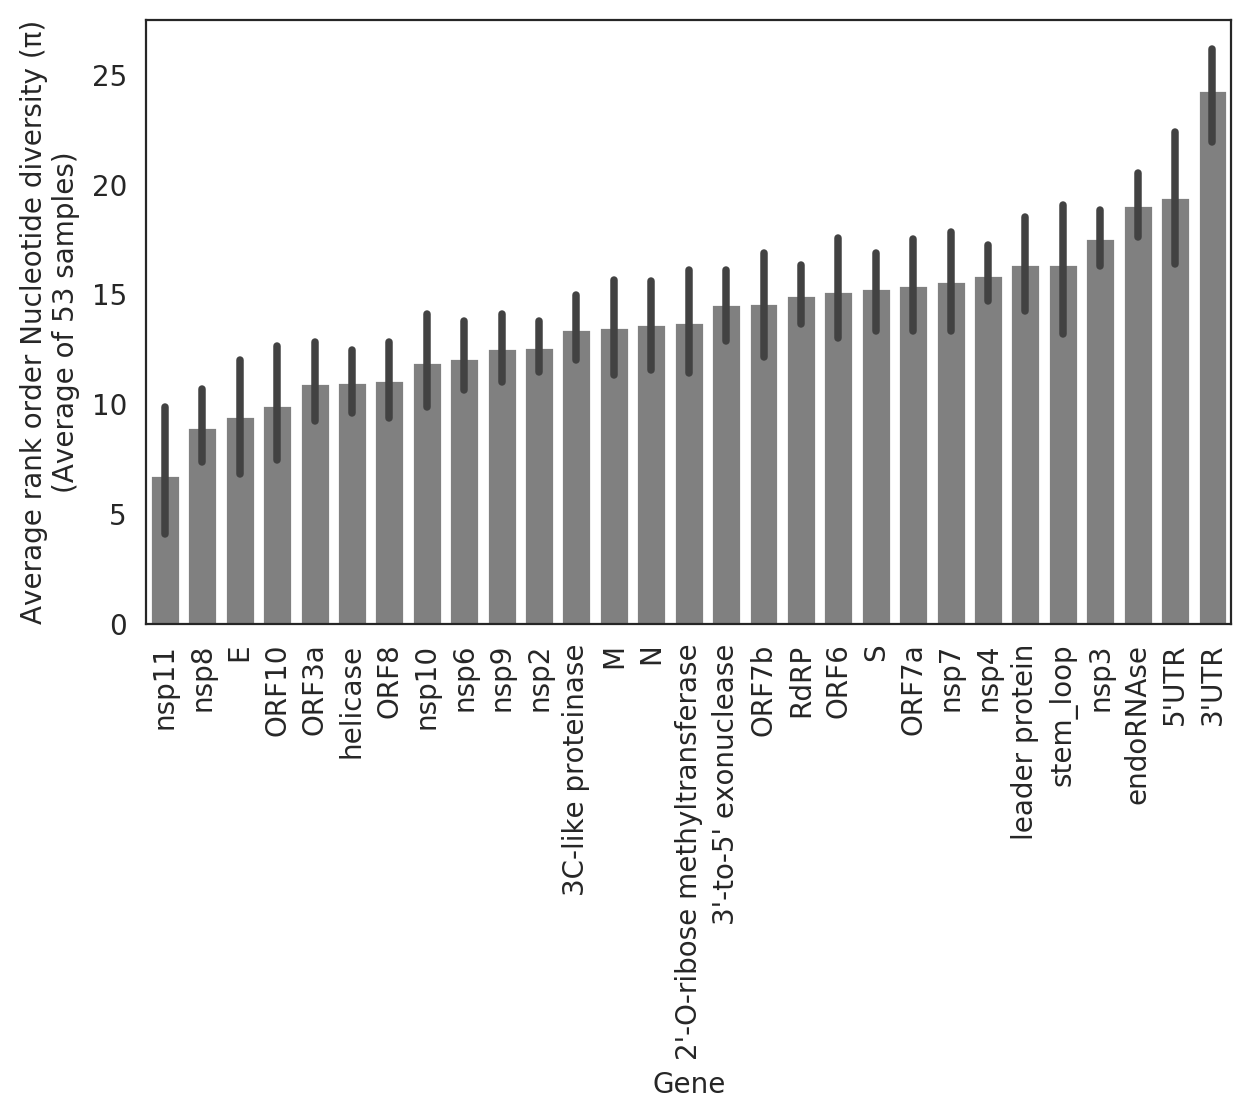 Average rank order Nucleotide diversity (π)
(Average of 53 samples)
25
20
15
10
5
0
nsp11
nsp8
E
ORF10
ORF3a
helicase
ORF8
nsp10
nsp6
nsp9
nsp2
3C-like proteinase
M
N
2'-O-ribose methyltransferase
3'-to-5' exonuclease
ORF7b
RdRP
ORF6
S
ORF7a
nsp7
nsp4
leader protein
stem_loop
nsp3
endoRNAse
5'UTR
3'UTR
Gene